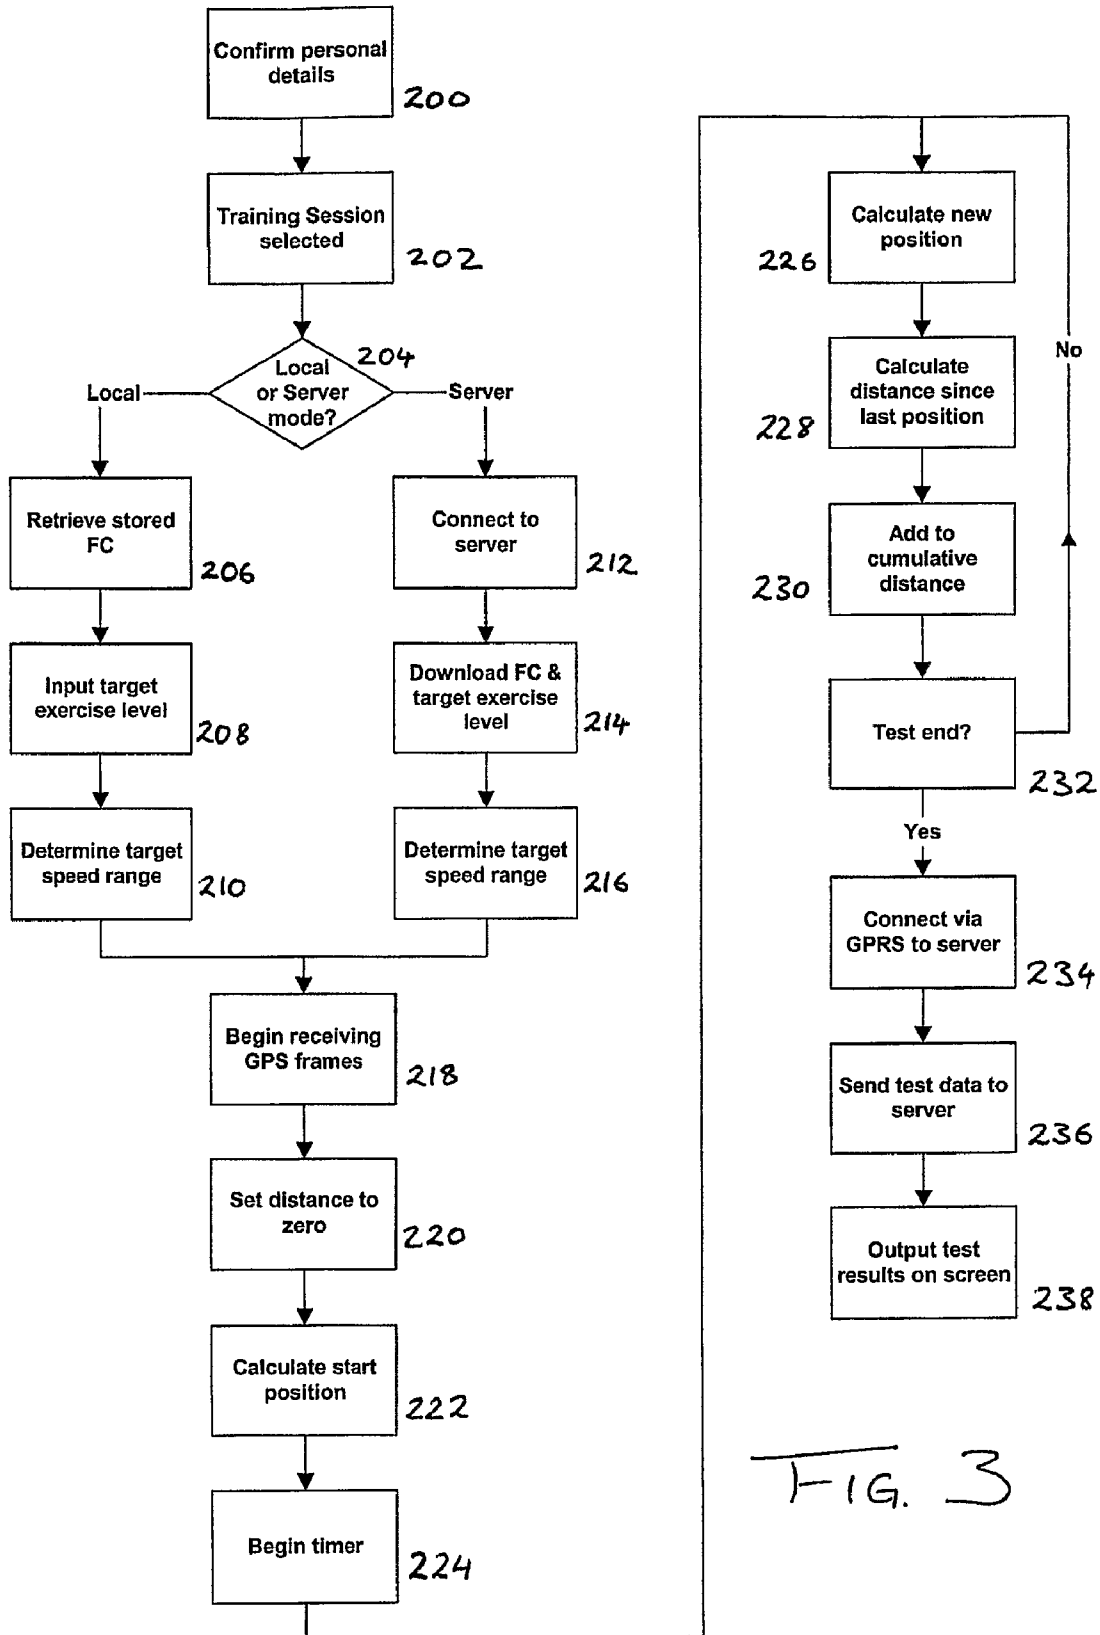 Confirm personal
details
200
Training Session
selected
202
204
Local
or Server
mode?
Local
Server
Retrieve stored
FC
206
Connect to
server
212
Input target
exercise level
208
Download FC &
target exercise
level
214
Determine target
speed range
210
Determine target
speed range
216
Begin receiving
GPS frames
218
Set distance to
zero
220
Calculate start
position
222
Begin timer
224
Calculate new
position
226
No
Calculate
distance since
last position
228
Add to
cumulative
distance
230
Test end?
232
Yes
Connect via
GPRS to server
234
Send test data to
server
236
Output test
results on screen
238
FIG. 3